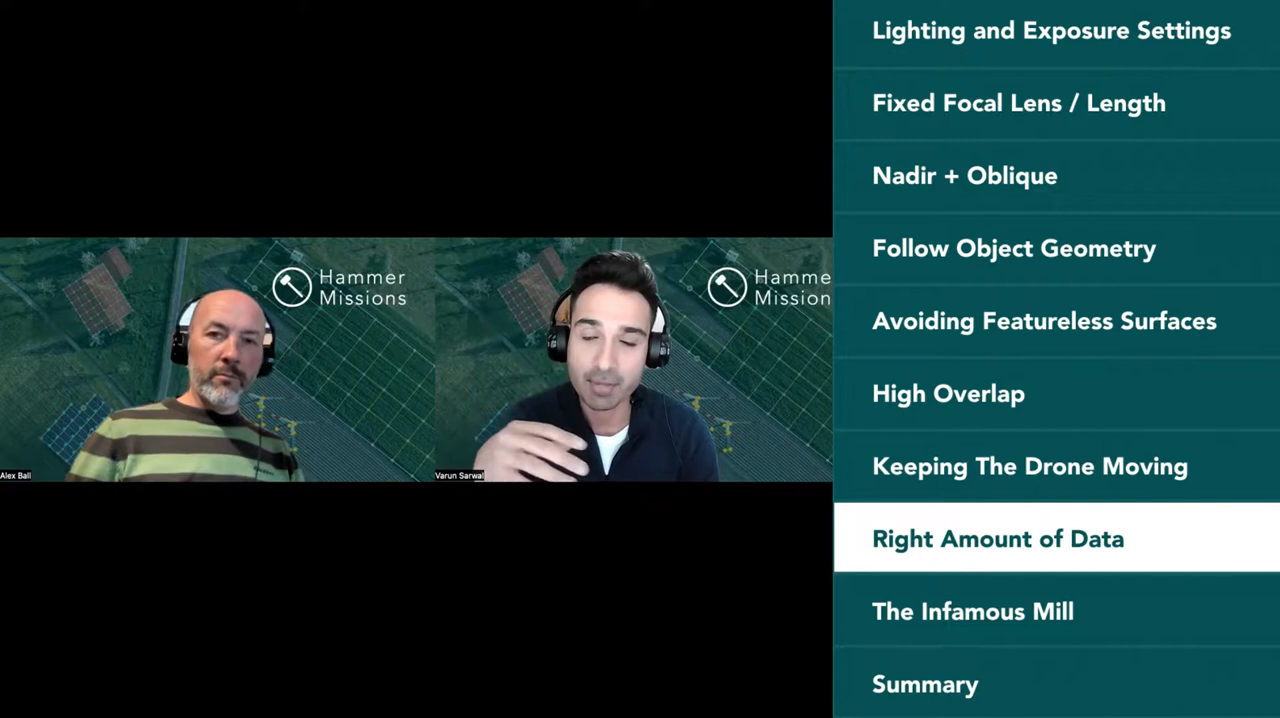 Hammer
Missions
Alex Ball
Hammer
Mission
Varun Sarwal
Lighting and Exposure Settings
Fixed Focal Lens / Length
Nadir + Oblique
Follow Object Geometry
Avoiding Featureless Surfaces
High Overlap
Keeping The Drone Moving
Right Amount of Data
The Infamous Mill
Summary